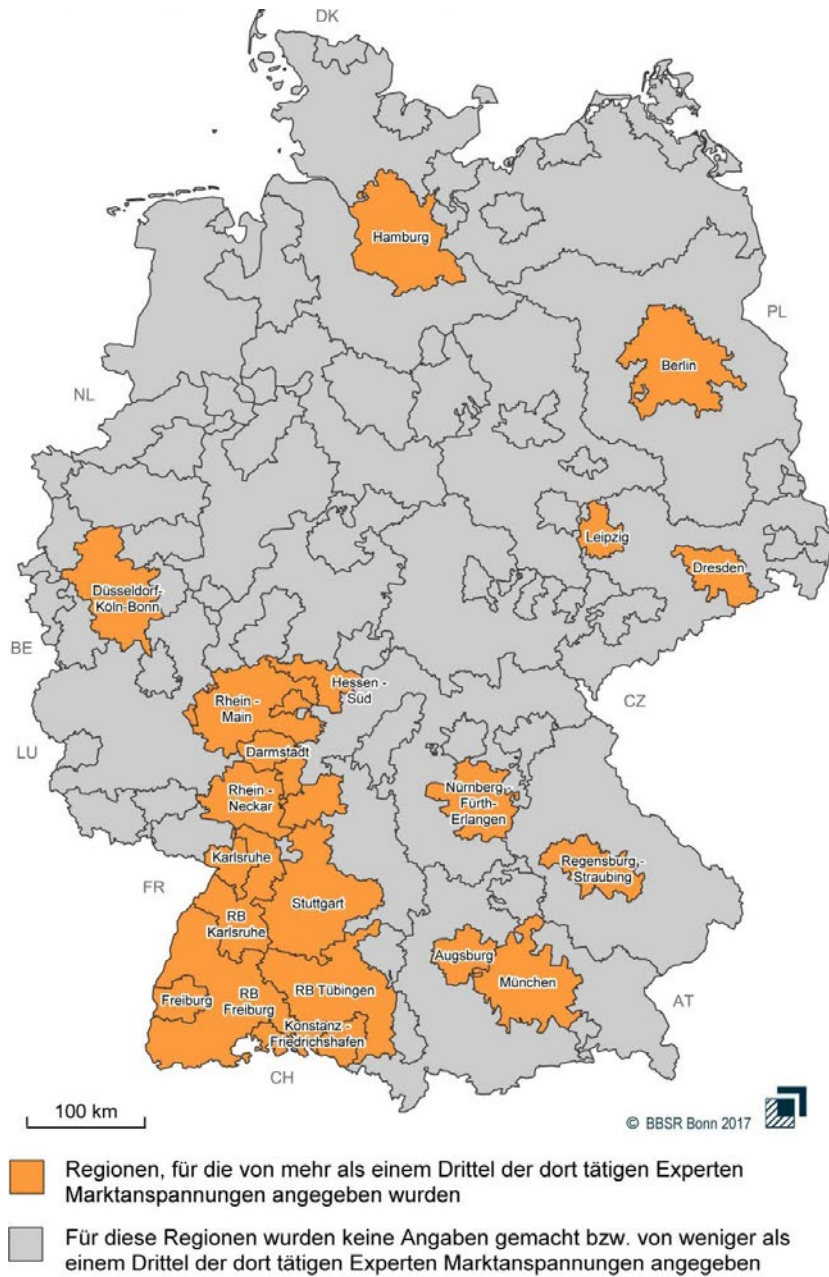 DK
Hamburg
PL
Berlin
NL
Leipzig
Dresden
Düsseldorf-
Köln-Bonn
BE
Hessen -
Süd
Rhein -
Main
CZ
LU
Darmstadt
Rhein -
Neckar
Nürnberg -
Fürth-
Erlangen
Karlsruhe
Regensburg -
Straubing
FR
Stuttgart
RB
Karlsruhe
Augsburg
München
Freiburg
RB
Freiburg
RB Tübingen
AT
Konstanz -
Friedrichshafen
CH
100 km
© BBSR Bonn 2017
Regionen, für die von mehr als einem Drittel der dort tätigen Experten
Marktanspannungen angegeben wurden
Für diese Regionen wurden keine Angaben gemacht bzw. von weniger als
einem Drittel der dort tätigen Experten Marktanspannungen angegeben